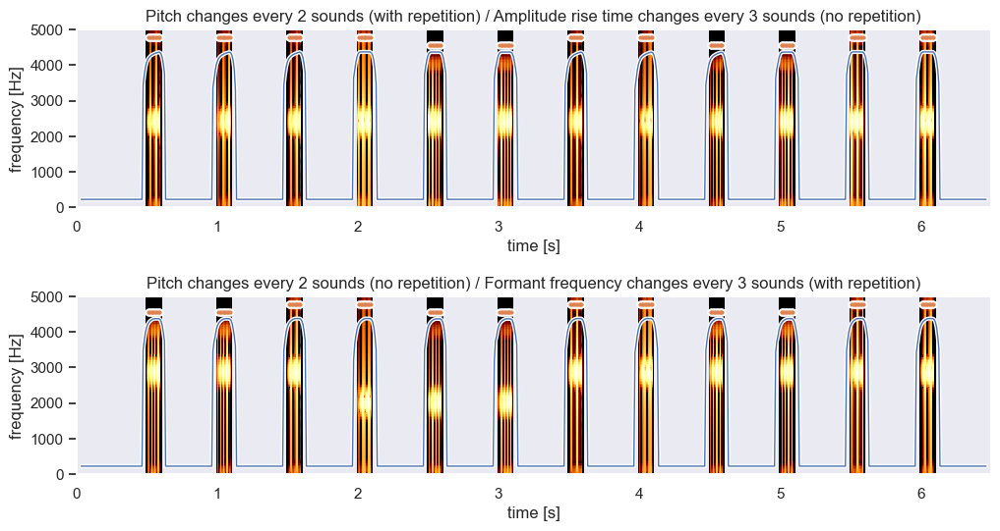 Pitch changes every 2 sounds (with repetition) / Amplitude rise time changes every 3 sounds (no repetition)
5000
4000
3000
2000
1000
0
frequency [Hz]
0 1 2 3 4 5 6
time [s]
Pitch changes every 2 sounds (no repetition) / Formant frequency changes every 3 sounds (with repetition)
5000
4000
3000
2000
1000
0
frequency [Hz]
0 1 2 3 4 5 6
time [s]